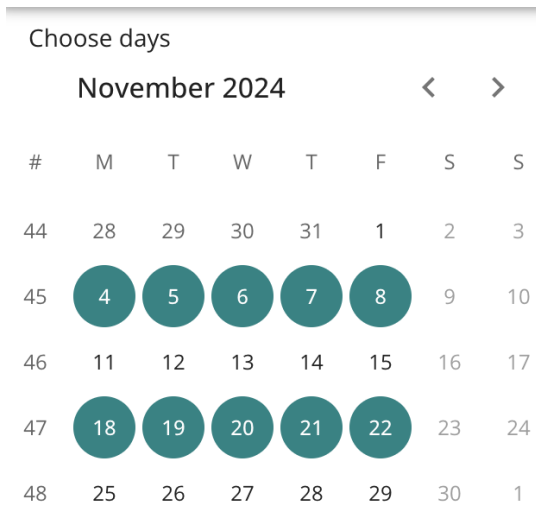 Choose days
November 2024
# M T W T F S S
44 28 29 30 31 1 2 3
45 4 5 6 7 8 9 10
46 11 12 13 14 15 16 17
47 18 19 20 21 22 23 24
48 25 26 27 28 29 30 1